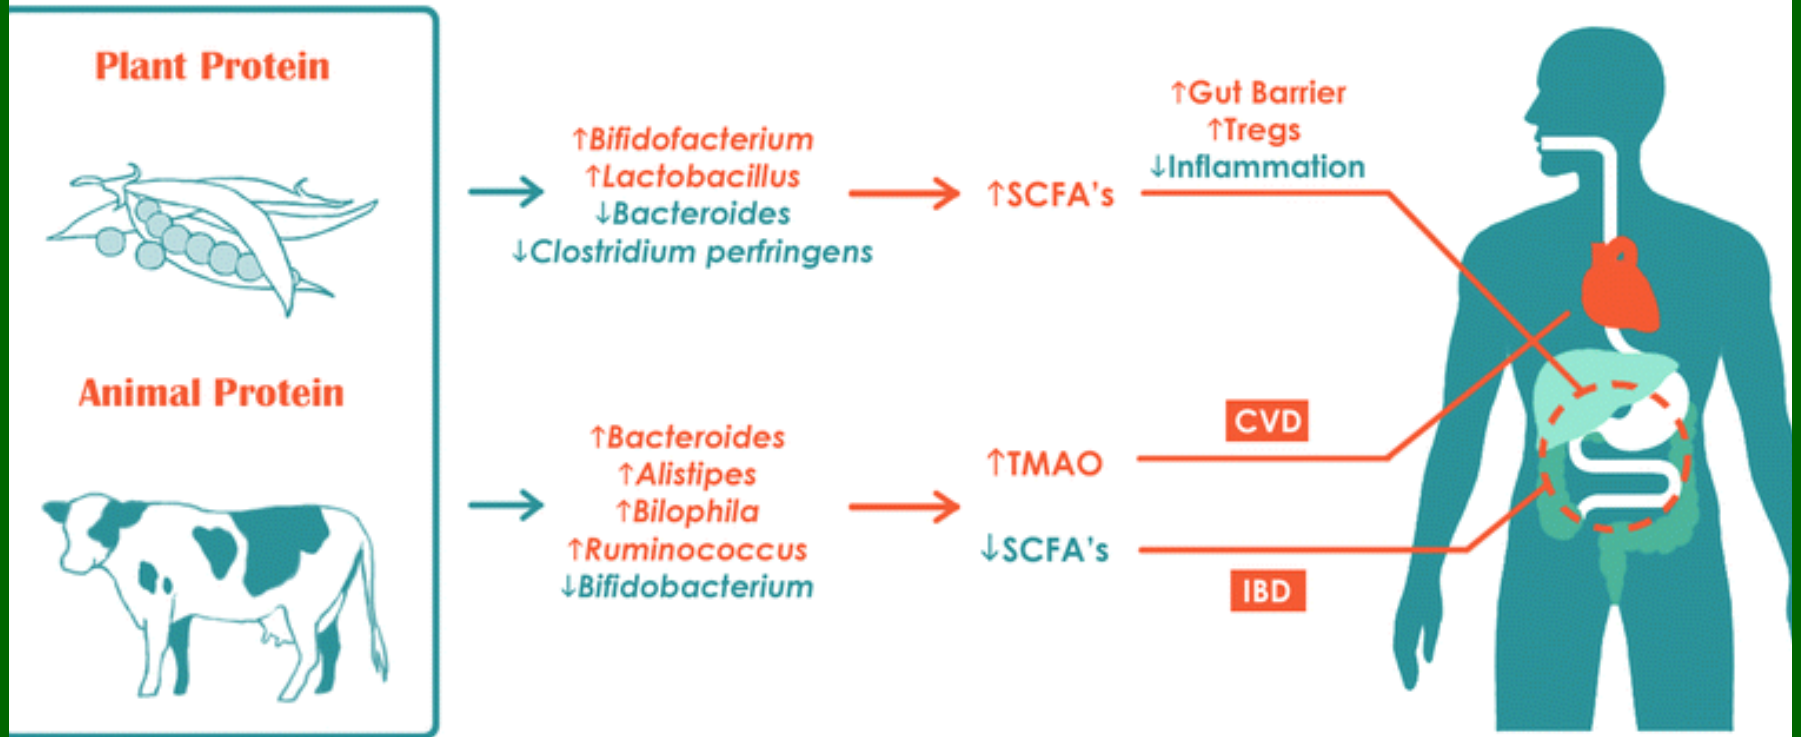 Plant Protein
↑Bifidofacterium
↑Lactobacillus
↓Bacteroides
↓Clostridium perfringens
↑SCFA's
↑Gut Barrier
↑Tregs
↓Inflammation
Animal Protein
↑Bacteroides
↑Alistipes
↑Bilophila
↑Ruminococcus
↓Bifidobacterium
↑TMAO
CVD
↓SCFA's
IBD